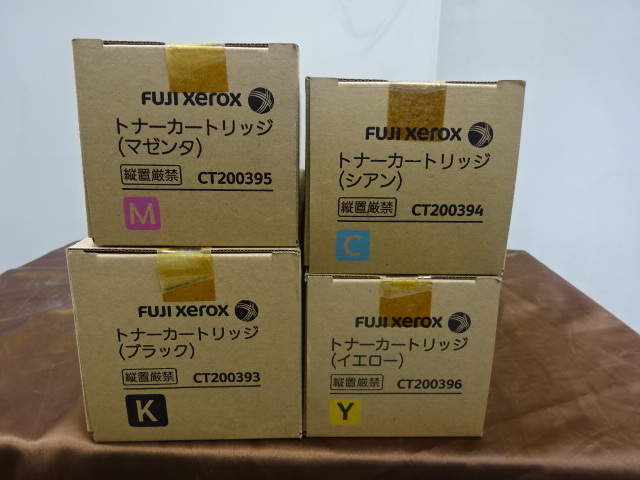 FUJI xerox
トナーカートリッジ
(マゼンタ)
縦置厳禁 CT200395
M
FUJI xerox
トナーカートリッジ
(シアン)
縦置厳禁 CT200394
C
FUJI xerox
トナーカートリッジ
(ブラック)
縦置厳禁 CT200393
K
FUJI xerox
トナーカートリッジ
(イエロー)
縦置厳禁 CT200396
Y